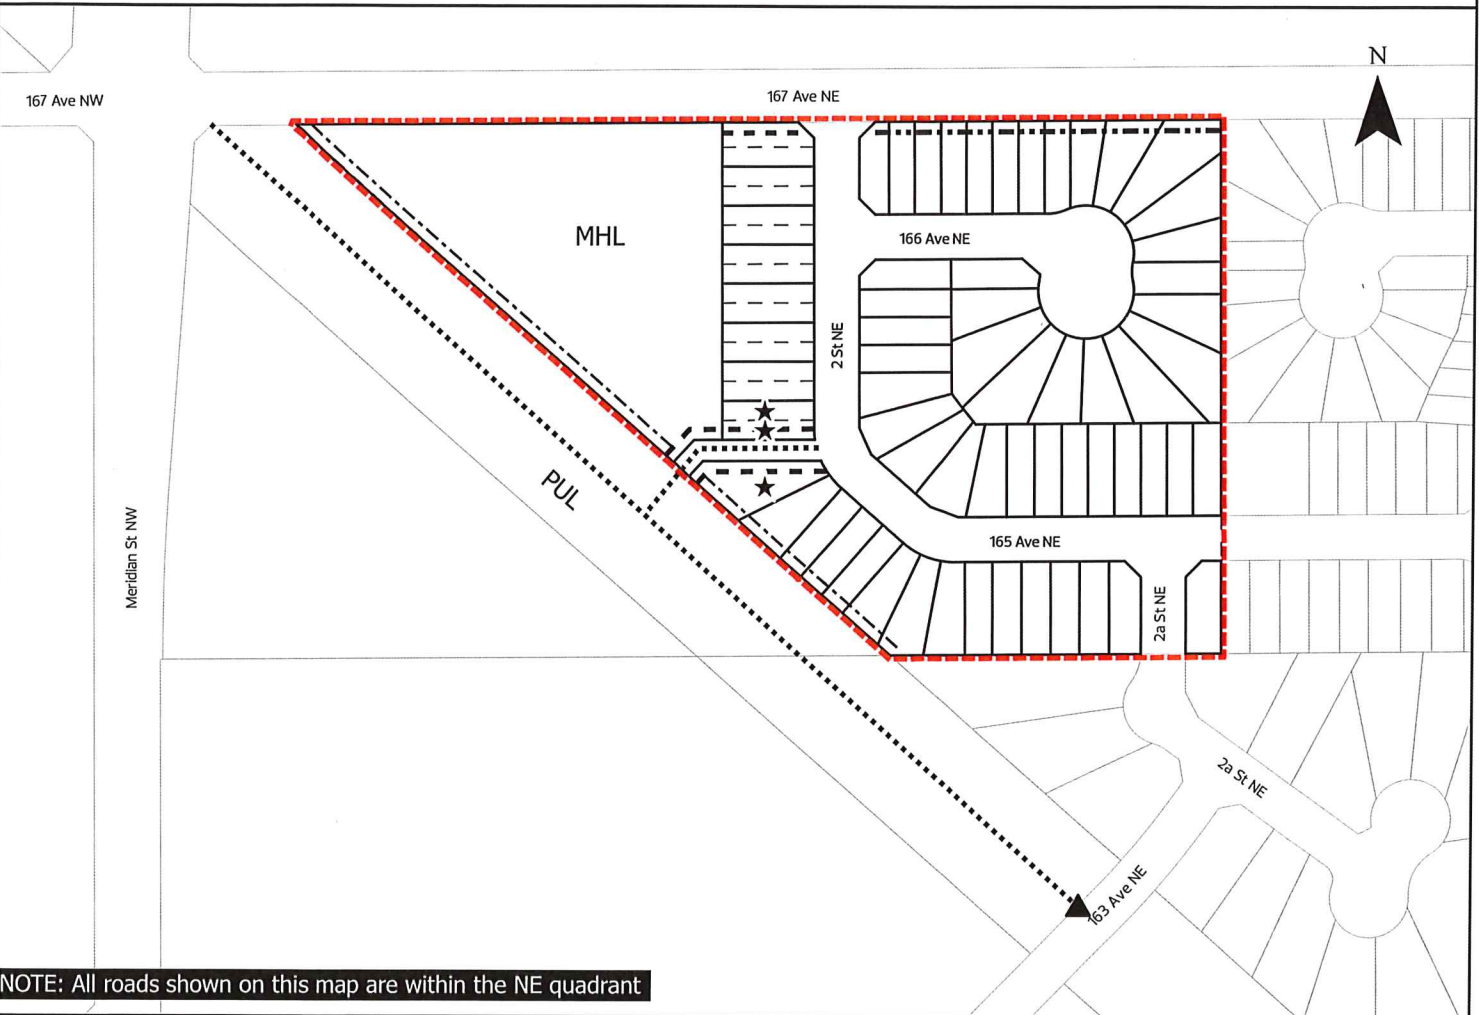 N
167 Ave NW
167 Ave NE
MHL
166 Ave NE
2 St NE
PUL
165 Ave NE
Meridian St NW
2a St NE
2a St NE
163 Ave NE
NOTE: All roads shown on this map are within the NE quadrant